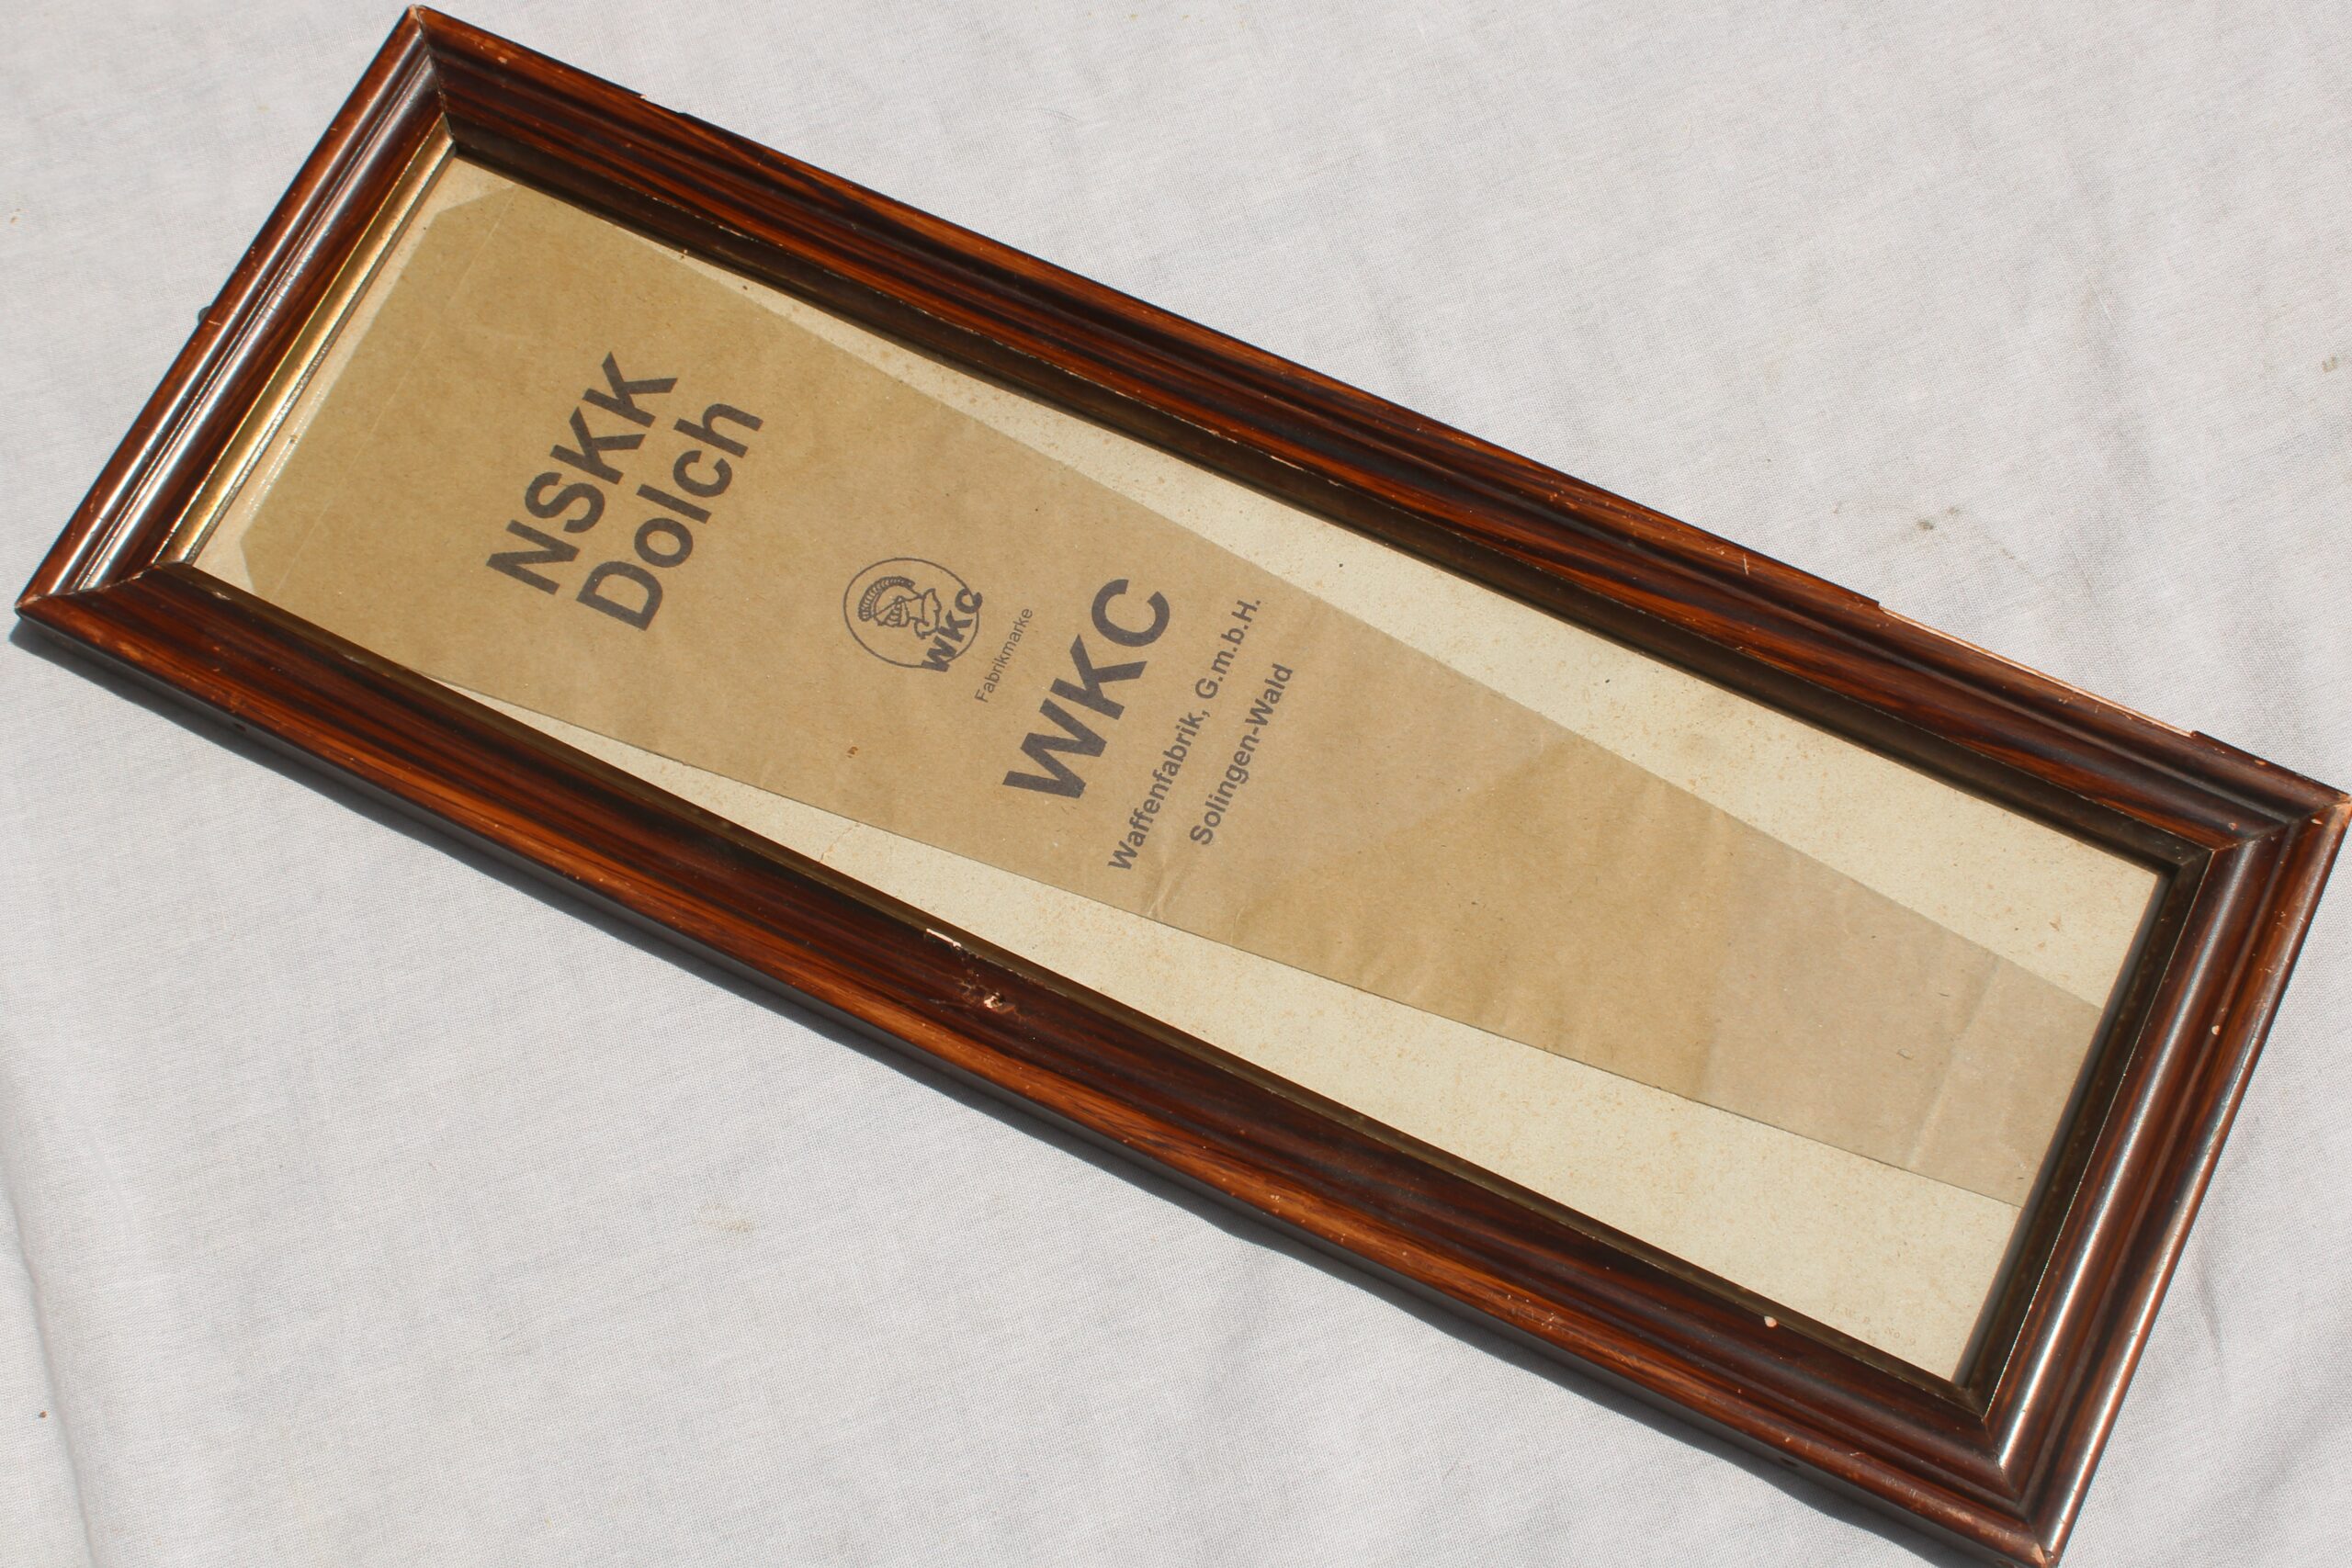 NSKK
Dolch
WKC
Fabrikmarke
WKC
Waffenfabrik, G.m.b.H.
Solingen-Wald